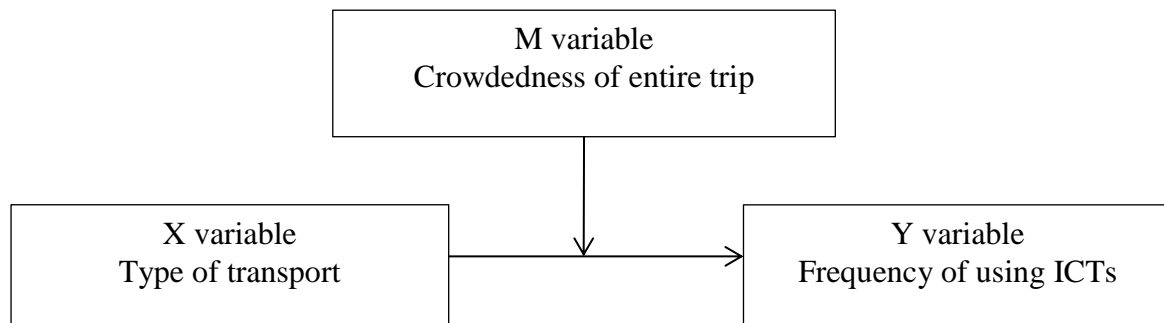 M variable
Crowdedness of entire trip
X variable
Type of transport
Y variable
Frequency of using ICTs